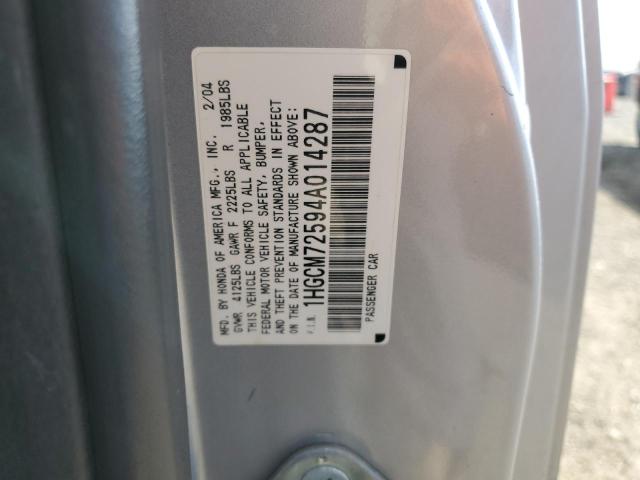 MFD. BY HONDA OF AMERICA MFG., INC. 2/04
GVWR 4125LBS GAWR F 2225LBS R 1985LBS
THIS VEHICLE CONFORMS TO ALL APPLICABLE
FEDERAL MOTOR VEHICLE SAFETY, BUMPER,
AND THEFT PREVENTION STANDARDS IN EFFECT
ON THE DATE OF MANUFACTURE SHOWN ABOVE:
V.I.N. 1HGCM72594A014287
PASSENGER CAR